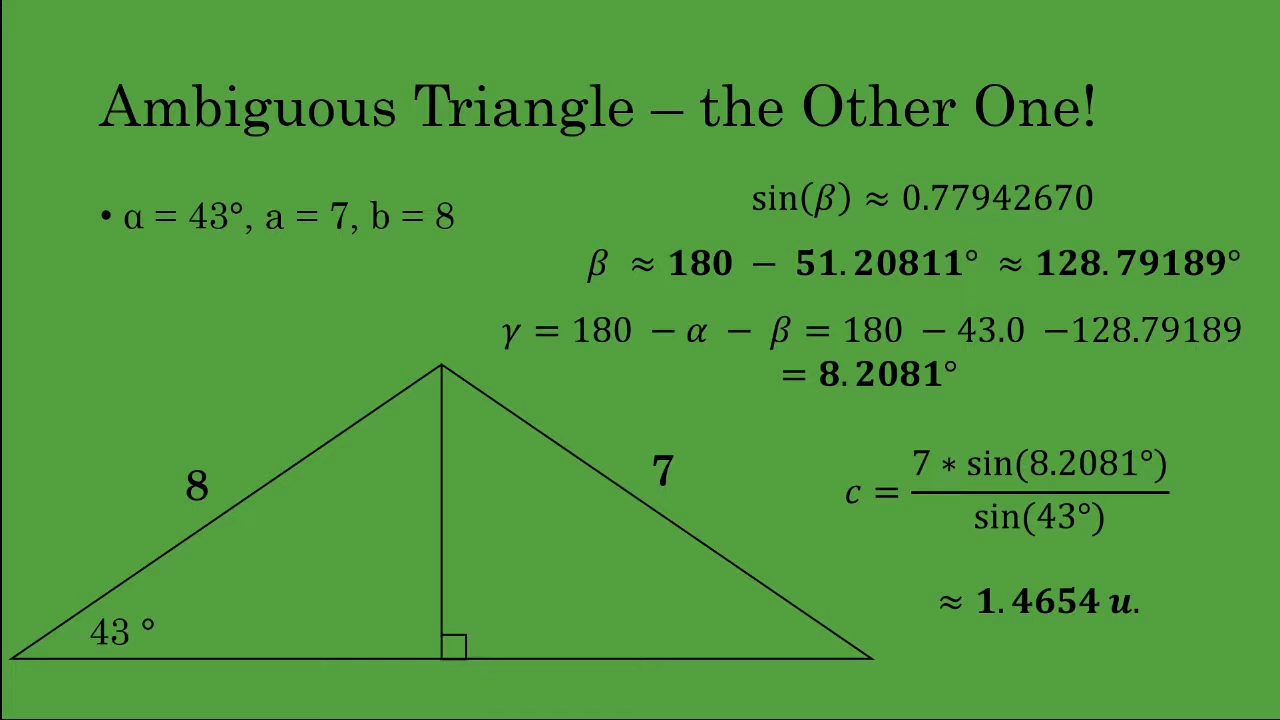 Ambiguous Triangle – the Other One!
• α = 43°, a = 7, b = 8
sin(β) ≈ 0.77942670
β ≈ 180 − 51.20811° ≈ 128.79189°
γ = 180 − α − β = 180 − 43.0 − 128.79189
= 8.2081°
c = 7 * sin(8.2081°) / sin(43°)
≈ 1.4654 u.
8
7
43 °